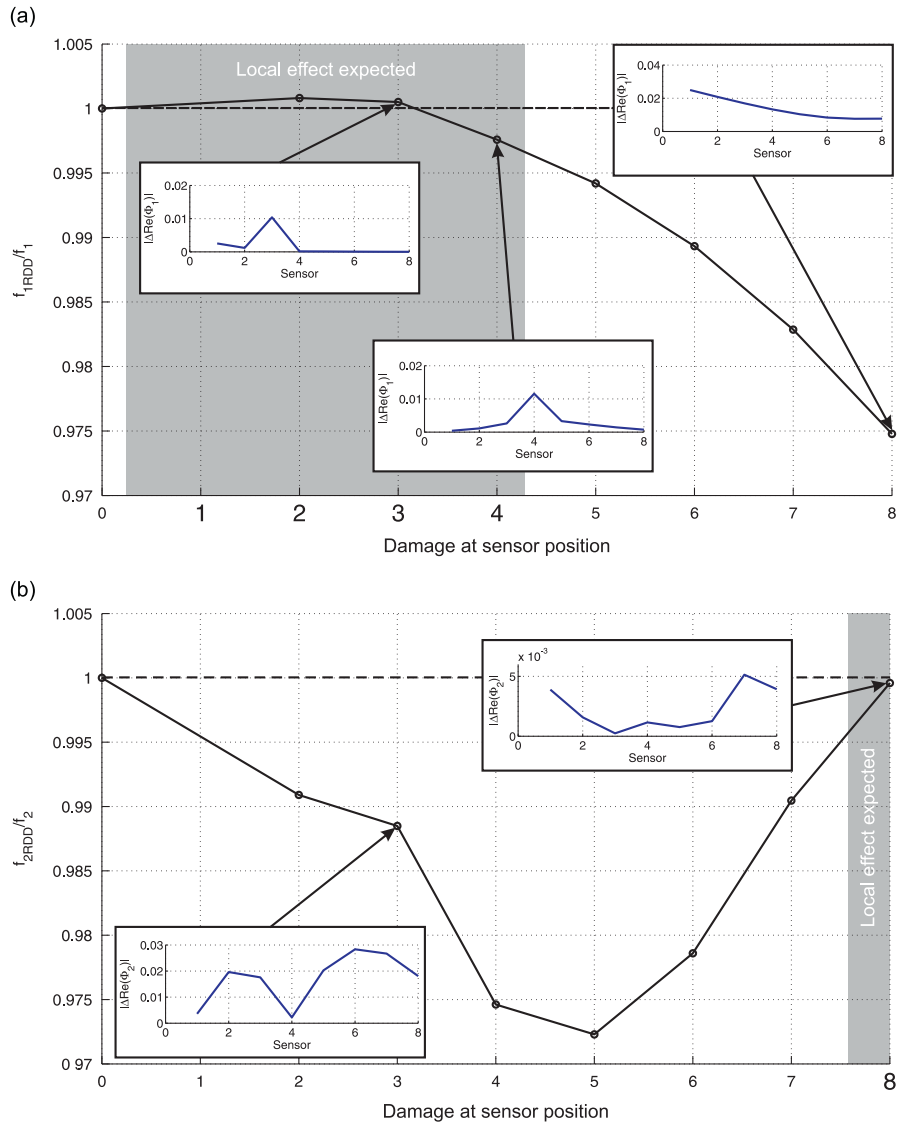 (a)
1.005
Local effect expected
1
0.995
0.99
0.985
0.98
0.975
0.97
f1RDD/f1
0 1 2 3 4 5 6 7 8
Damage at sensor position
0.04
0.02
0
|ΔRe(Φ1)|
0 2 4 6 8
Sensor
0.02
0.01
0
|ΔRe(Φ1)|
0 2 4 6 8
Sensor
0.02
0.01
0
|ΔRe(Φ1)|
0 2 4 6 8
Sensor
(b)
1.005
1
0.995
0.99
0.985
0.98
0.975
0.97
f2RDD/f2
0 1 2 3 4 5 6 7 8
Damage at sensor position
x 10-3
5
0
|ΔRe(Φ2)|
0 2 4 6 8
Sensor
Local effect expected
0.03
0.02
0.01
0
|ΔRe(Φ2)|
0 2 4 6 8
Sensor